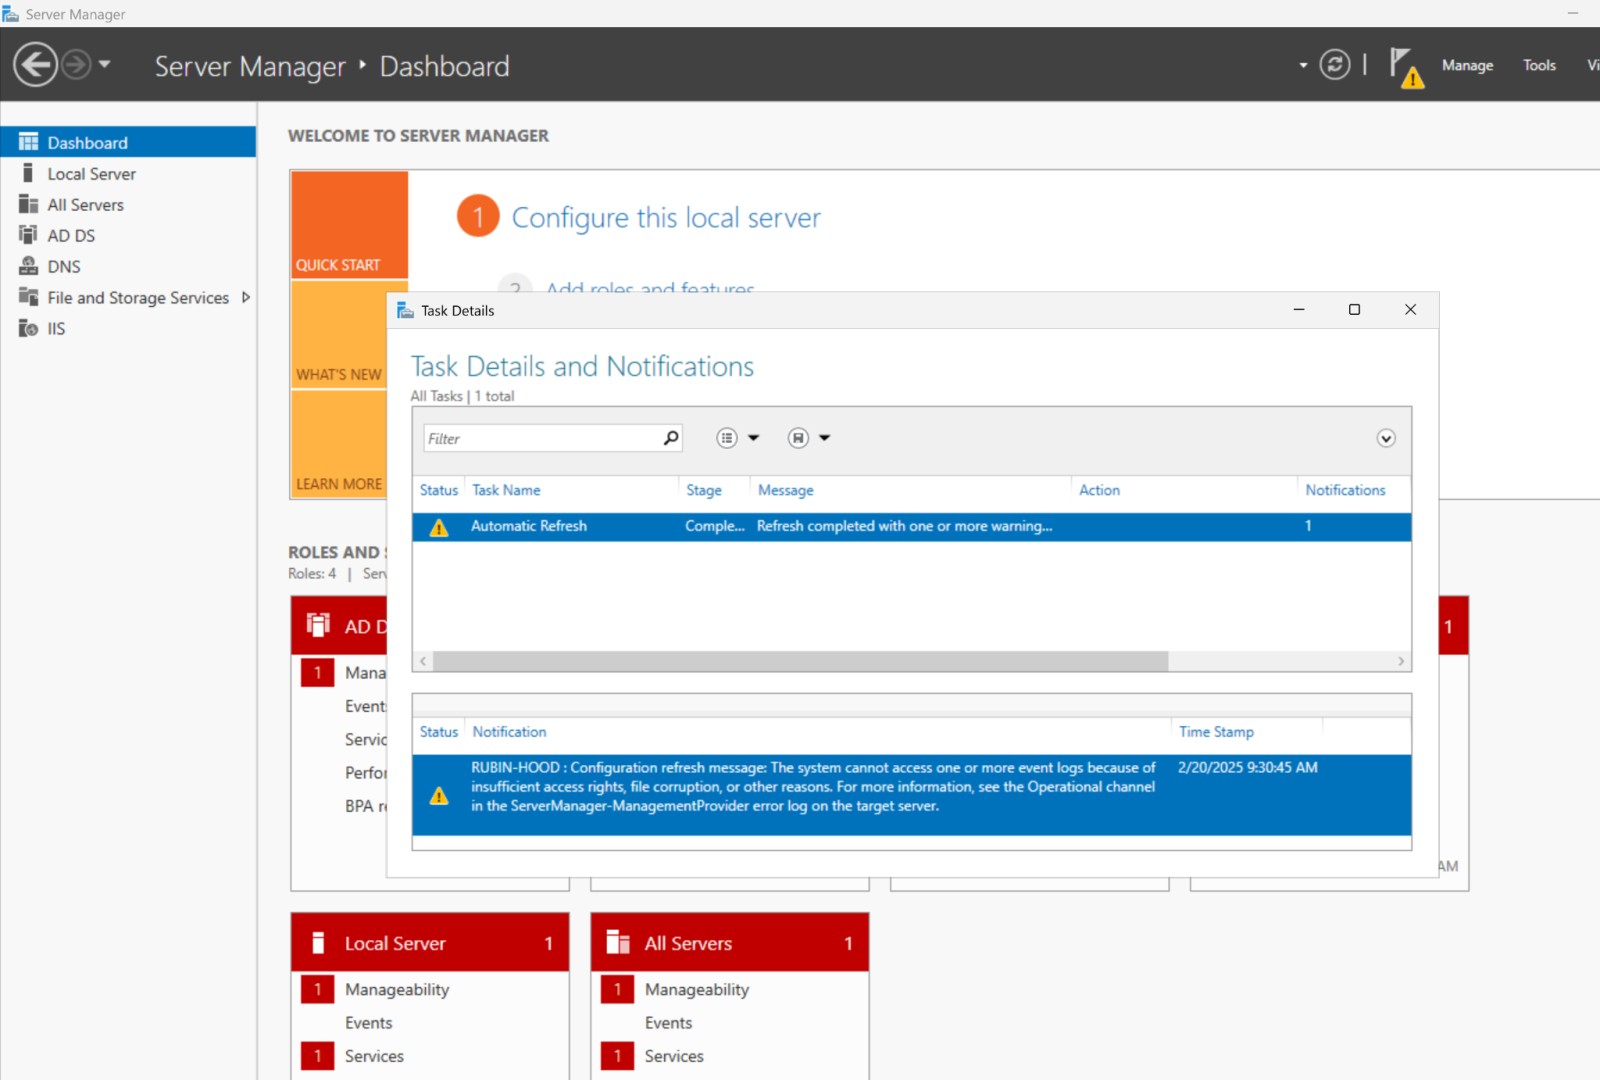 Server Manager
Server Manager • Dashboard
Manage
Tools
Dashboard
Local Server
All Servers
AD DS
DNS
File and Storage Services
IIS
WELCOME TO SERVER MANAGER
QUICK START
WHAT'S NEW
LEARN MORE
1 Configure this local server
2 Add roles and features
Task Details
Task Details and Notifications
All Tasks | 1 total
Filter
Status Task Name Stage Message Action Notifications
Automatic Refresh Comple... Refresh completed with one or more warning... 1
Status Notification Time Stamp
RUBIN-HOOD : Configuration refresh message: The system cannot access one or more event logs because of 2/20/2025 9:30:45 AM
insufficient access rights, file corruption, or other reasons. For more information, see the Operational channel
in the ServerManager-ManagementProvider error log on the target server.
ROLES AND
Roles: 4 |
AD D
1
1
AM
Local Server 1
1 Manageability
Events
1 Services
All Servers 1
1 Manageability
Events
1 Services